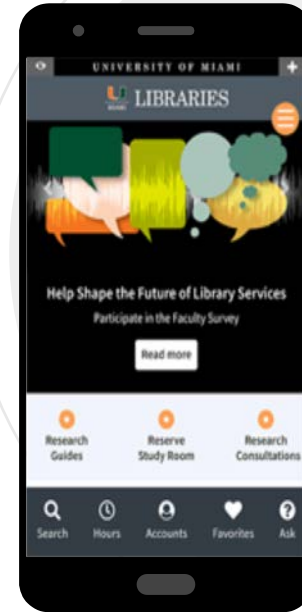 UNIVERSITY OF MIAMI
U
MIAMI
LIBRARIES
Help Shape the Future of Library Services
Participate in the Faculty Survey
Read more
Research
Guides
Reserve
Study Room
Research
Consultations
Search
Hours
Accounts
Favorites
Ask